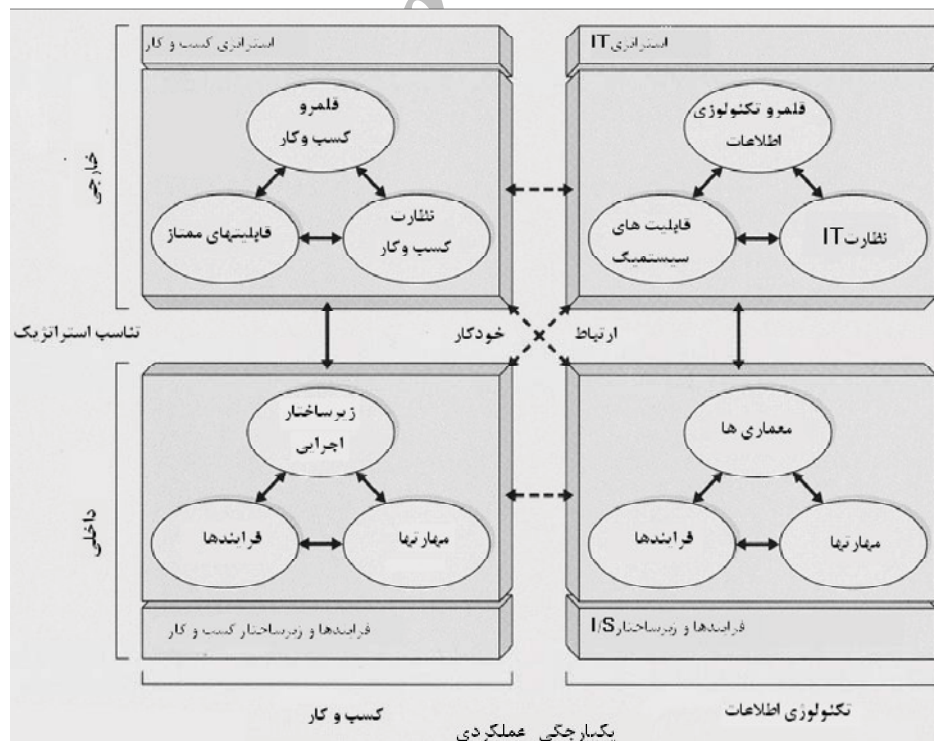 استراتژی IT
استراتژی کسب و کار
قلمرو تکنولوژی
اطلاعات
قلمرو
کسب و کار
نظارت IT
قابلیت های
سیستمیک
نظارت
کسب و کار
قابلیتهای ممتاز
خارجی
ارتباط
خودکار
تناسب استراتژیک
معماری ها
زیرساختار
اجرایی
مهارتها
فرایندها
مهارتها
فرایندها
داخلی
فرایندها و زیرساختار I/S
فرایندها و زیرساختار کسب و کار
تکنولوژی اطلاعات
کسب و کار
یکپارچگی عملکردی